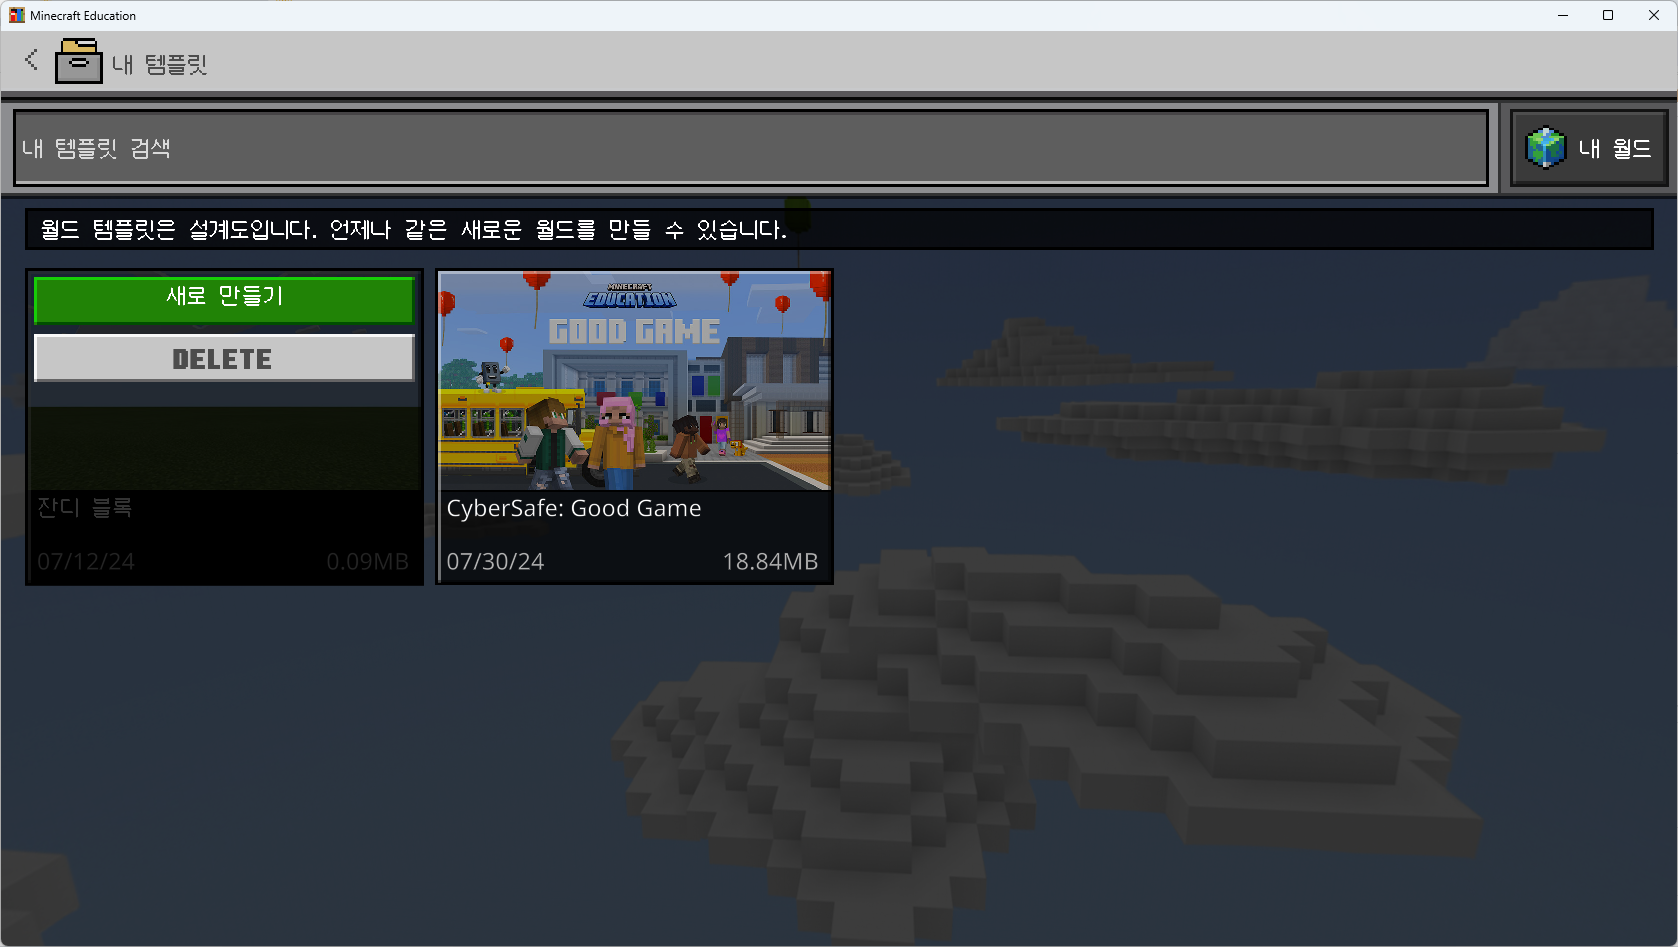 Minecraft Education
내 템플릿
내 템플릿 검색
내 월드
월드 템플릿은 설계도입니다. 언제나 같은 새로운 월드를 만들 수 있습니다.
새로 만들기
DELETE
잔디 블록
07/12/24 0.09MB
MINECRAFT
EDUCATION
GOOD GAME
CyberSafe: Good Game
07/30/24 18.84MB